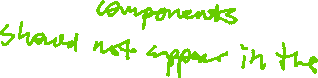 components
should not appear in the